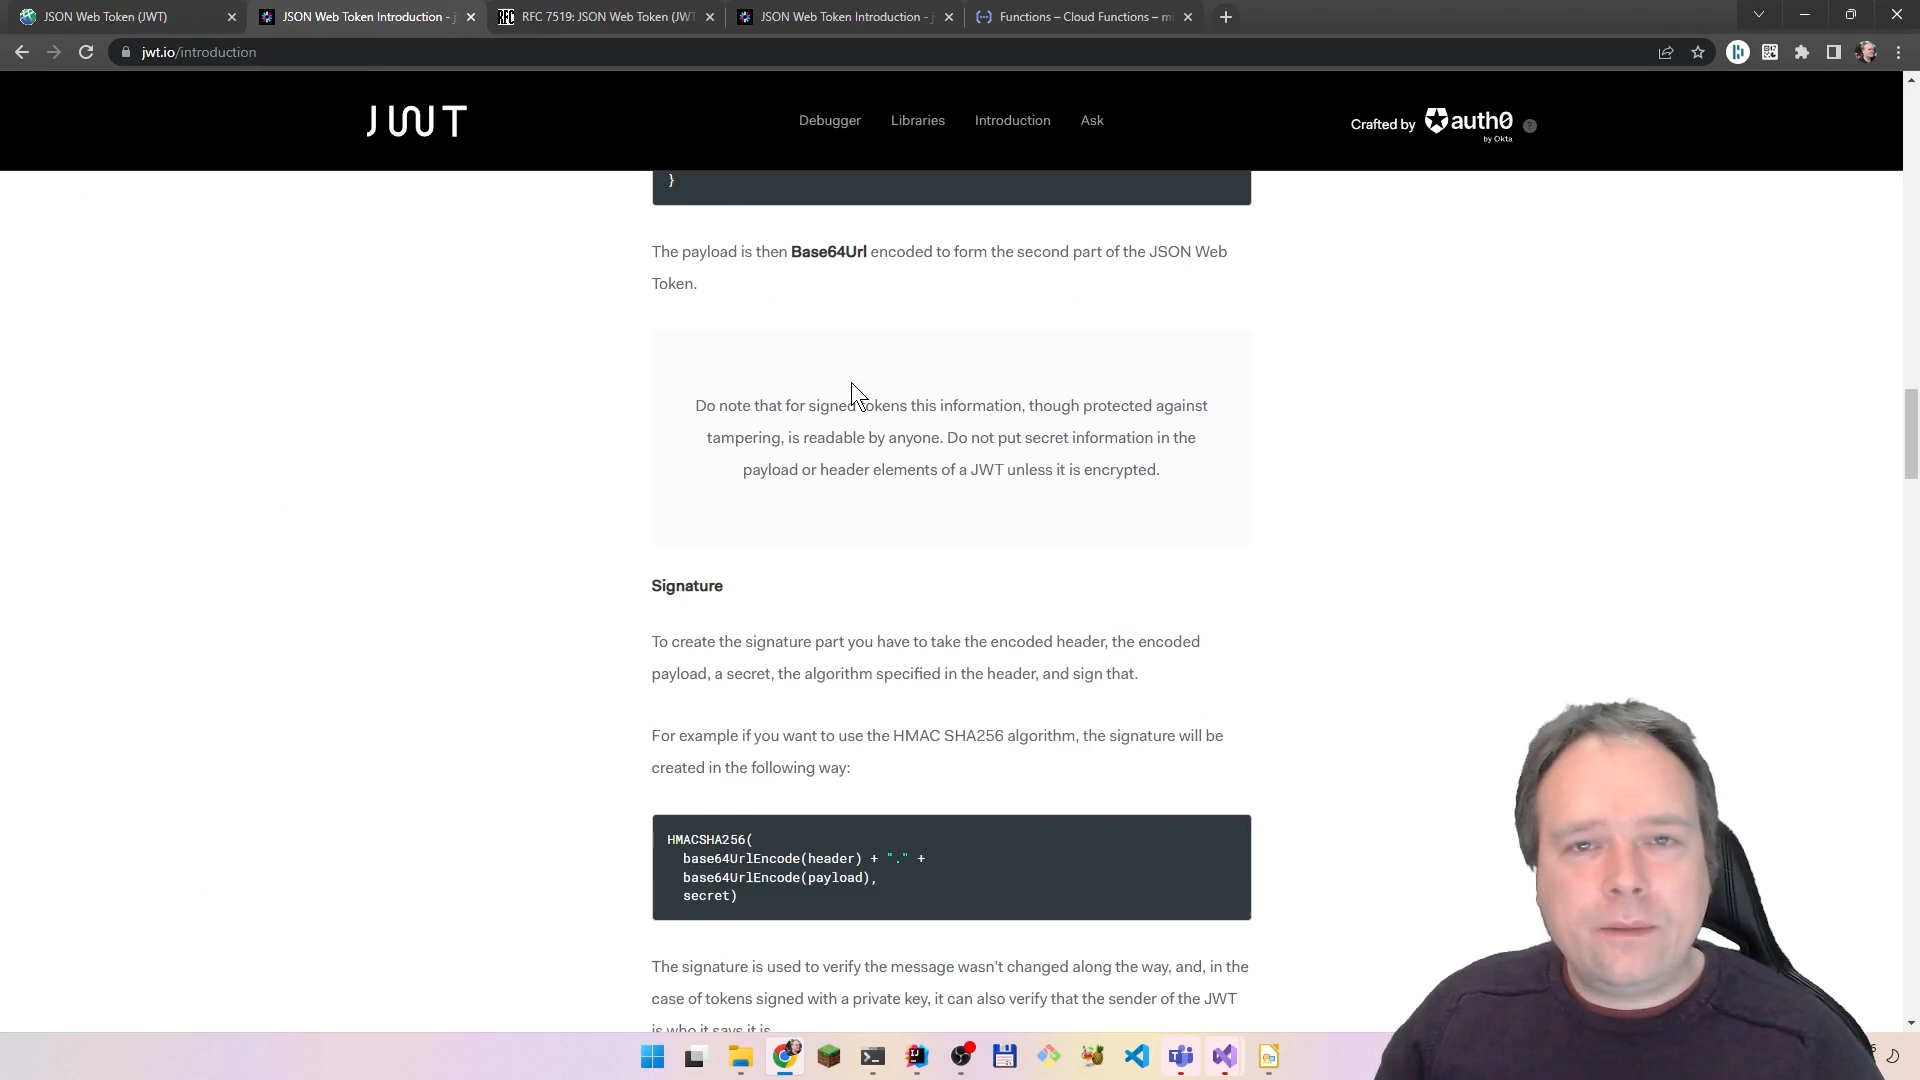 JSON Web Token (JWT)
JSON Web Token Introduction - j
RFC 7519: JSON Web Token (JWT
JSON Web Token Introduction - j
Functions – Cloud Functions – m
jwt.io/introduction
JWT
Debugger
Libraries
Introduction
Ask
Crafted by
auth0
by Okta
?
}
The payload is then Base64Url encoded to form the second part of the JSON Web
Token.
Do note that for signed tokens this information, though protected against
tampering, is readable by anyone. Do not put secret information in the
payload or header elements of a JWT unless it is encrypted.
Signature
To create the signature part you have to take the encoded header, the encoded
payload, a secret, the algorithm specified in the header, and sign that.
For example if you want to use the HMAC SHA256 algorithm, the signature will be
created in the following way:
HMACSHA256(
base64UrlEncode(header) + "." +
base64UrlEncode(payload),
secret)
The signature is used to verify the message wasn't changed along the way, and, in the
case of tokens signed with a private key, it can also verify that the sender of the JWT
is who it says it is.